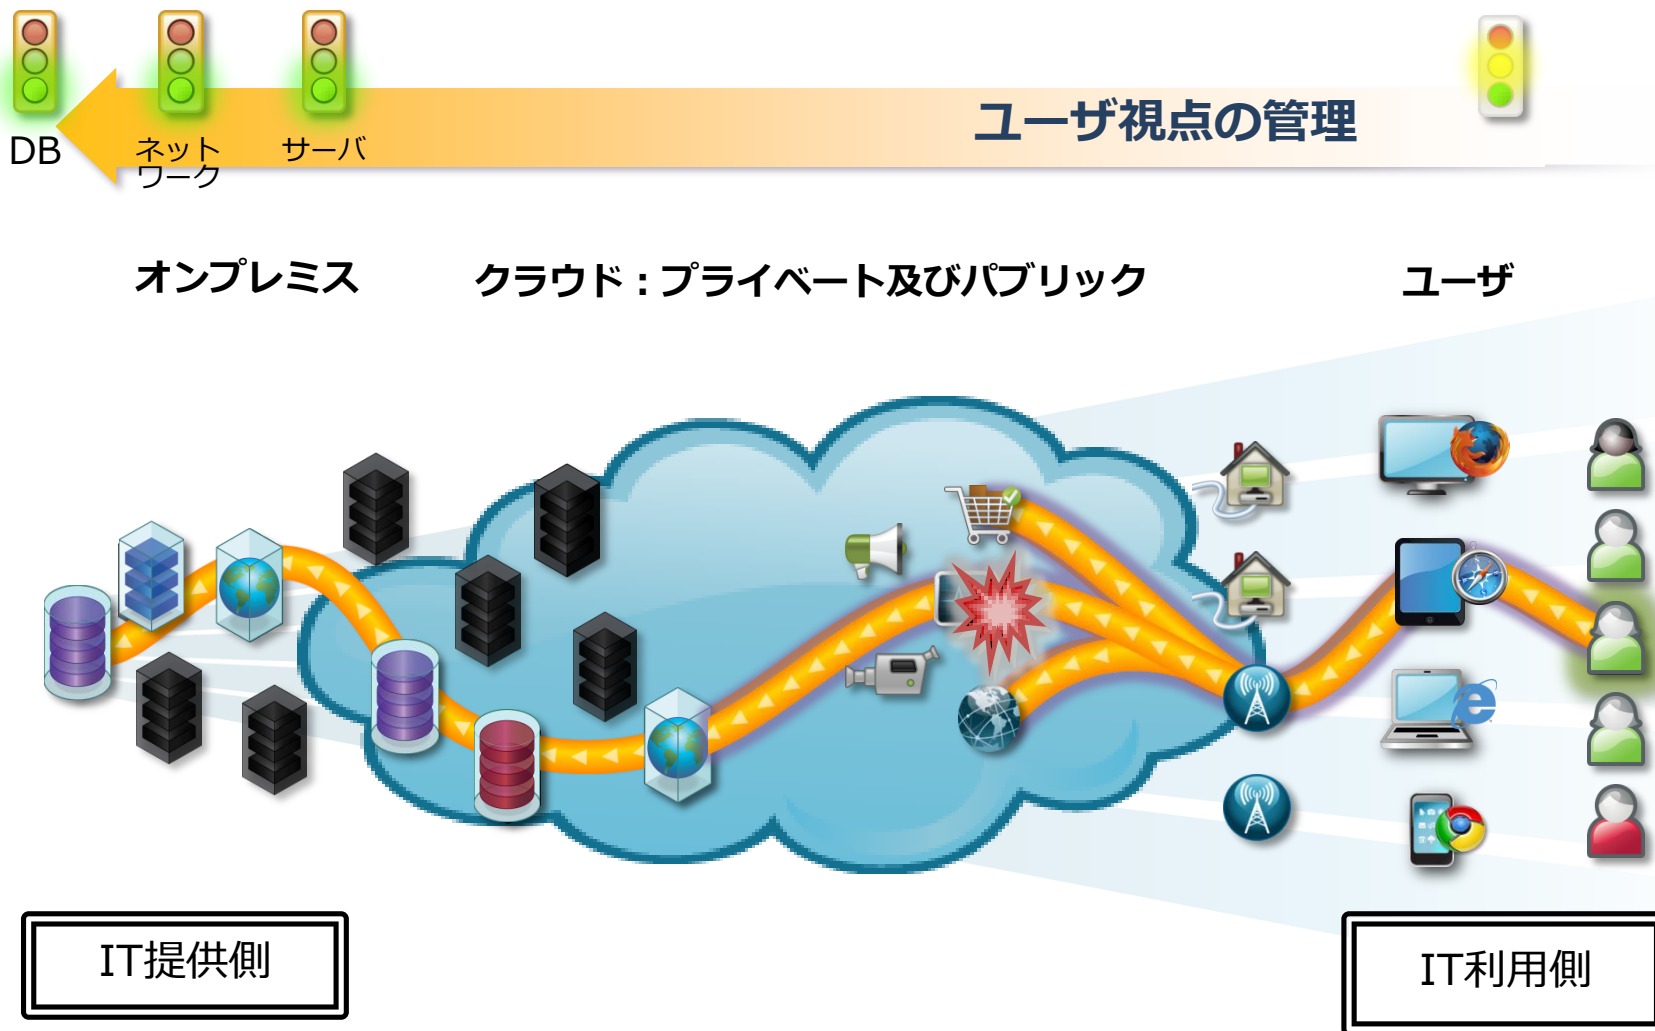 ユーザ視点の管理
DB
ネット
ワーク
サーバ
オンプレミス
クラウド：プライベート及びパブリック
ユーザ
IT提供側
IT利用側